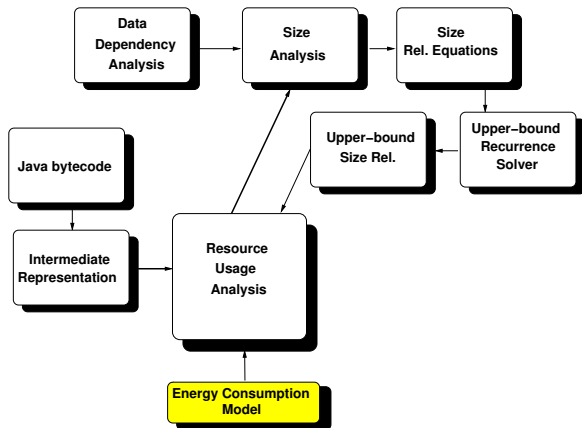 Data
Dependency
Analysis
Size
Analysis
Size
Rel. Equations
Upper−bound
Size Rel.
Upper−bound
Recurrence
Solver
Java bytecode
Intermediate
Representation
Resource
Usage
Analysis
Energy Consumption
Model